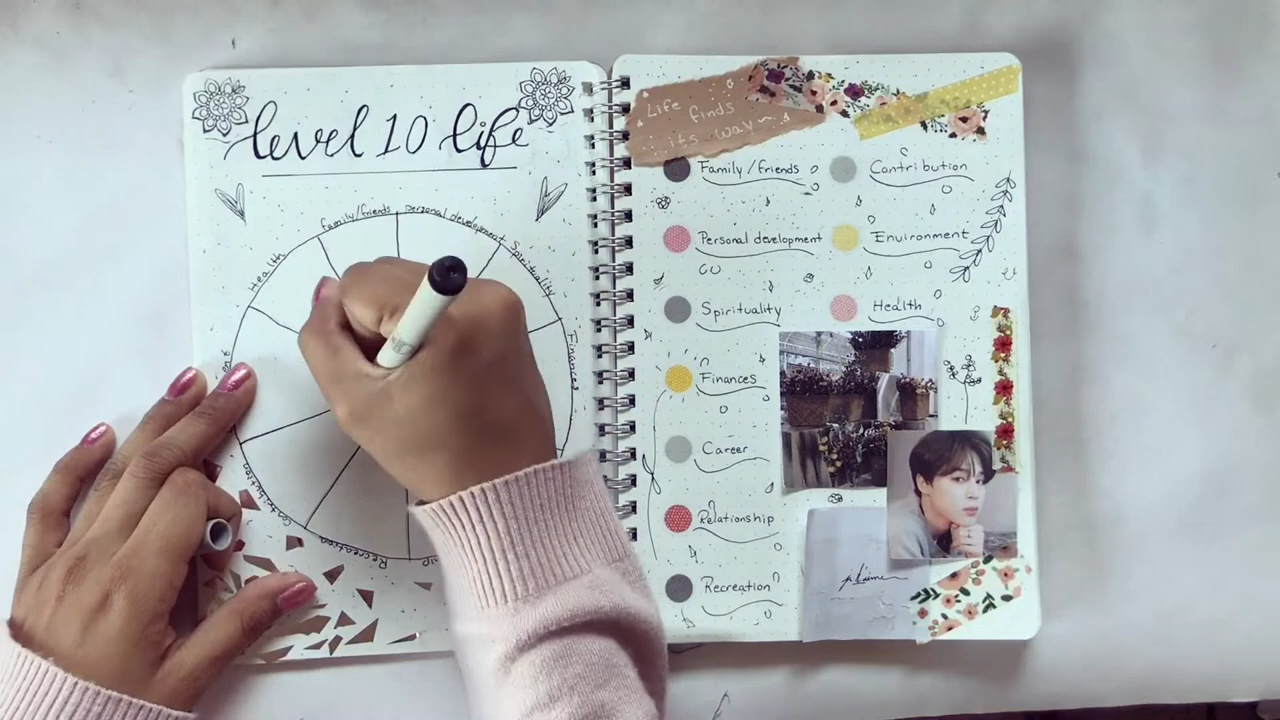 level 10 life
Family/friends
personal development
Spirituality
Finances
Health
Contribution
Recreation
Life finds
its way~
Family/friends
Contribution
Personal development
Environment
Spirituality
Health
Finances
Career
Relationship
Recreation